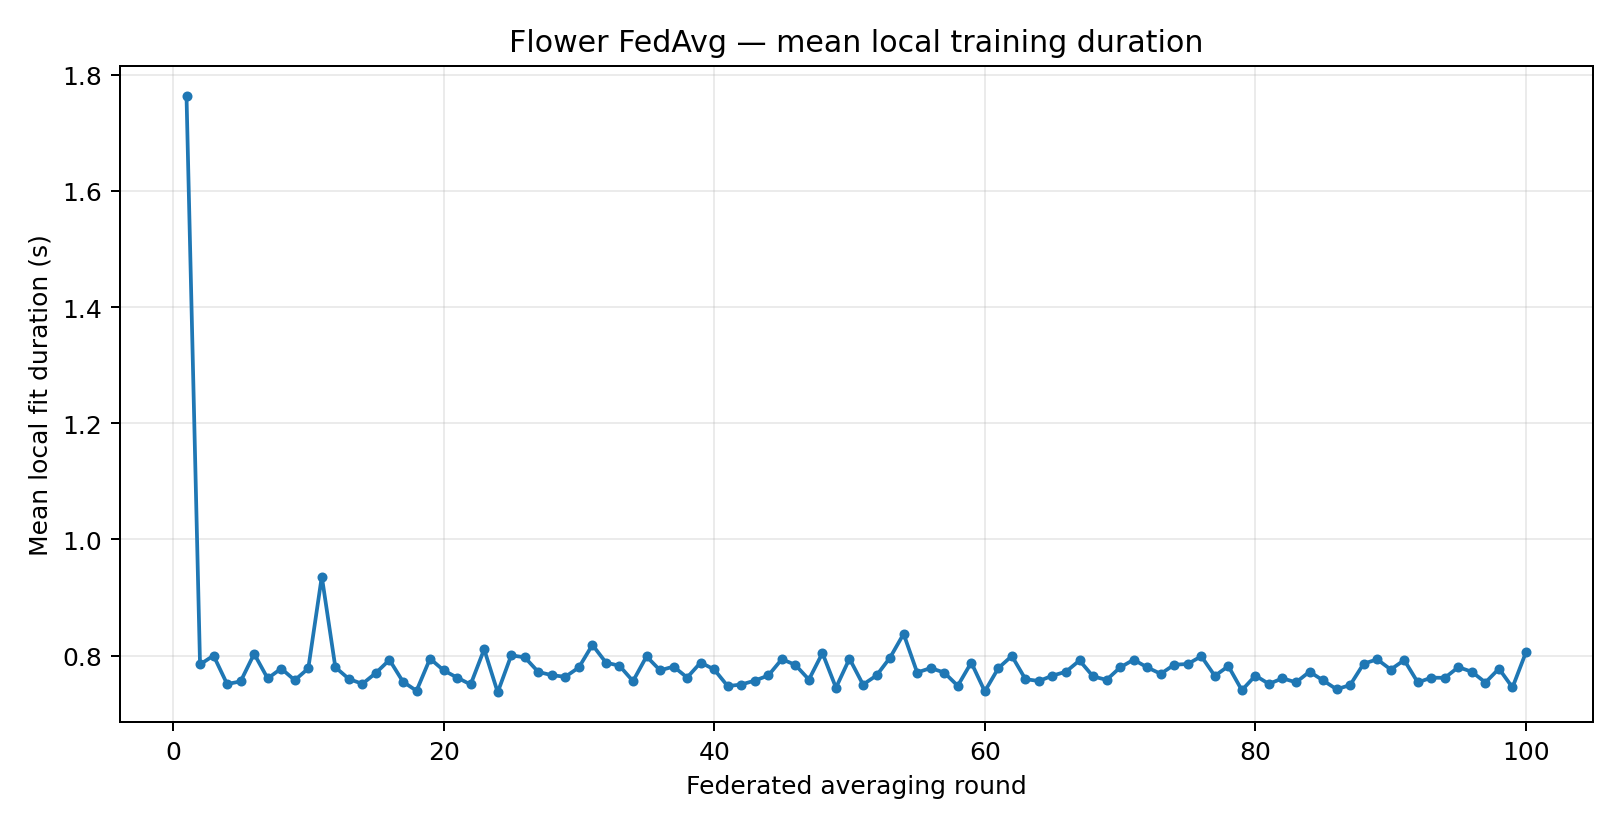 Flower FedAvg — mean local training duration
Mean local fit duration (s)
1.8
1.6
1.4
1.2
1.0
0.8
0 20 40 60 80 100
Federated averaging round